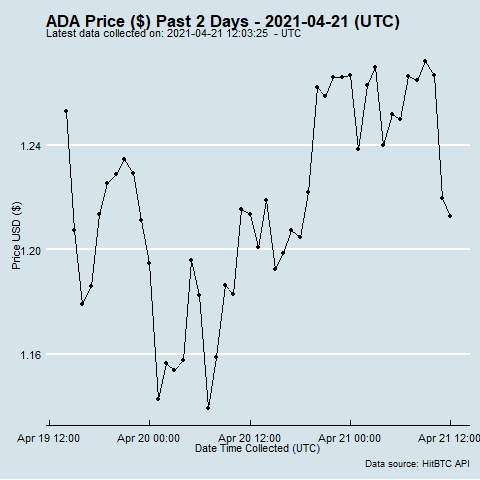 ADA Price ($) Past 2 Days - 2021-04-21 (UTC)
Latest data collected on: 2021-04-21 12:03:25 - UTC
Price USD ($)
1.24
1.20
1.16
Apr 19 12:00 Apr 20 00:00 Apr 20 12:00 Apr 21 00:00 Apr 21 12:00
Date Time Collected (UTC)
Data source: HitBTC API